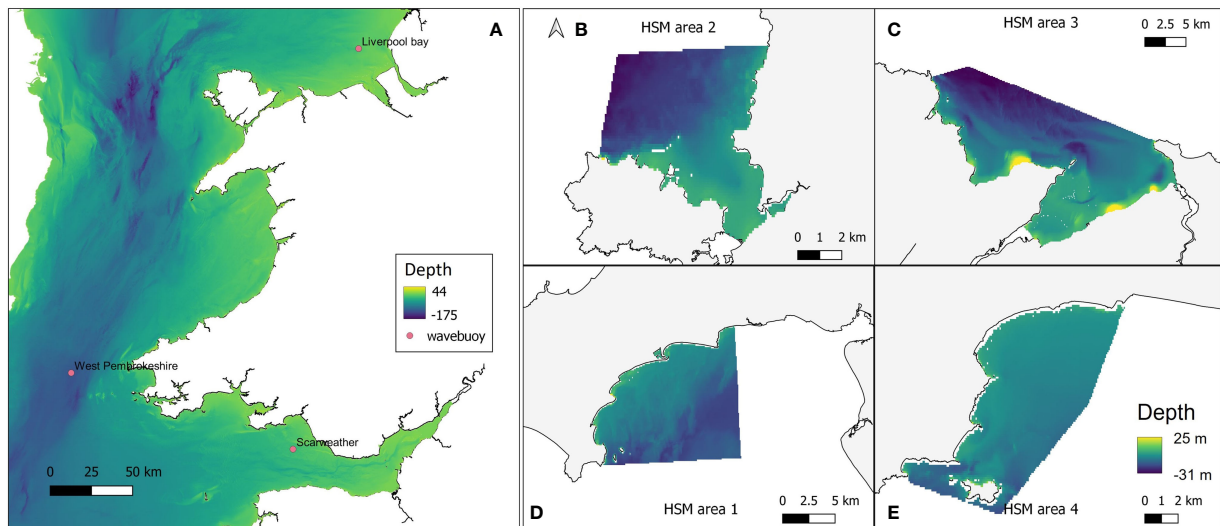 A
Liverpool bay
Depth
44
-175
wavebuoy
West Pembrokeshire
Scarweather
0 25 50 km
B
HSM area 2
0 1 2 km
C
HSM area 3
0 2.5 5 km
D
HSM area 1
0 2.5 5 km
E
HSM area 4
Depth
25 m
-31 m
0 1 2 km